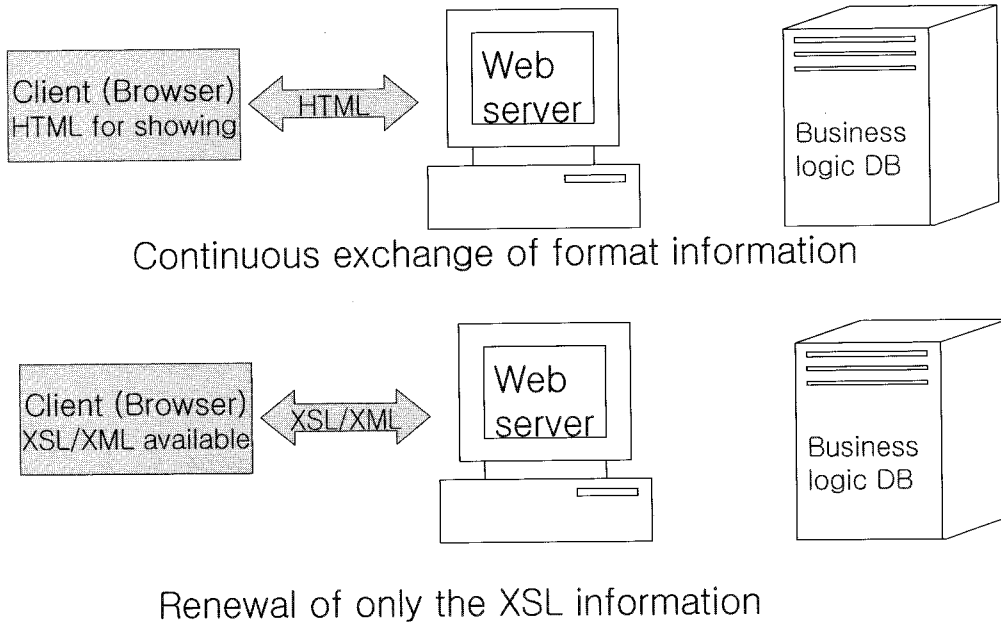 Client (Browser)
HTML for showing
HTML
Web
server
Business
logic DB
Continuous exchange of format information
Client (Browser)
XSL/XML available
XSL/XML
Web
server
Business
logic DB
Renewal of only the XSL information